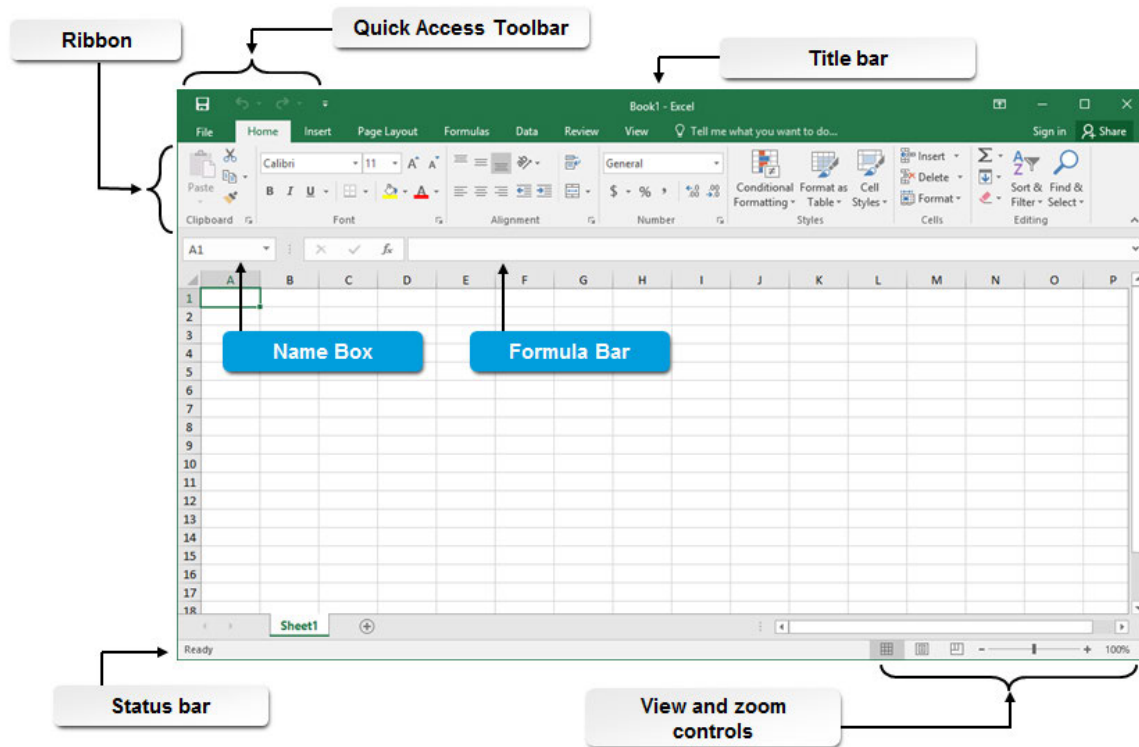 Quick Access Toolbar
Ribbon
Title bar
Book1 - Excel
File Home Insert Page Layout Formulas Data Review View Tell me what you want to do... Sign in Share
Calibri 11 A A General Insert Σ A Z
Paste Delete
B I U A $ % , .0 .00 .00 .0 Conditional Format as Cell Sort & Find &
Formatting Table Styles Format Filter Select
Clipboard Font Alignment Number Styles Cells Editing
A1 fx
A B C D E F G H I J K L M N O P
1
2
3
Name Box Formula Bar
4
5
6
7
8
9
10
11
12
13
14
15
16
17
18
Sheet1
Ready 100%
Status bar
View and zoom
controls